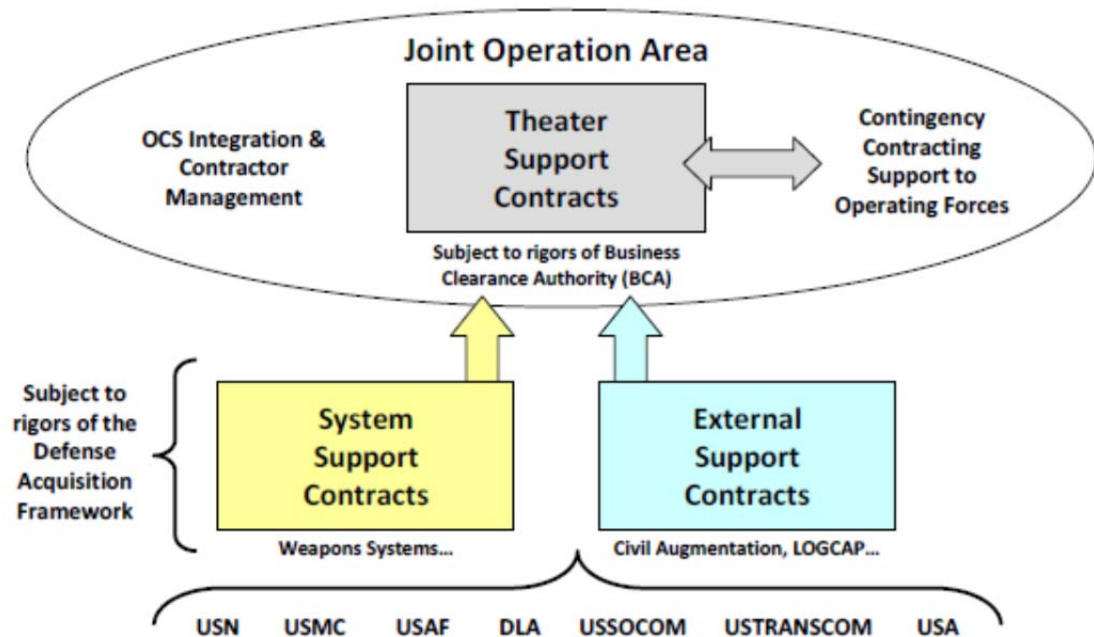 Joint Operation Area
OCS Integration &
Contractor
Management
Theater
Support
Contracts
Contingency
Contracting
Support to
Operating Forces
Subject to rigors of Business
Clearance Authority (BCA)
Subject to
rigors of the
Defense
Acquisition
Framework
System
Support
Contracts
External
Support
Contracts
Weapons Systems...
Civil Augmentation, LOGCAP...
USN USMC USAF DLA USSOCOM USTRANSCOM USA